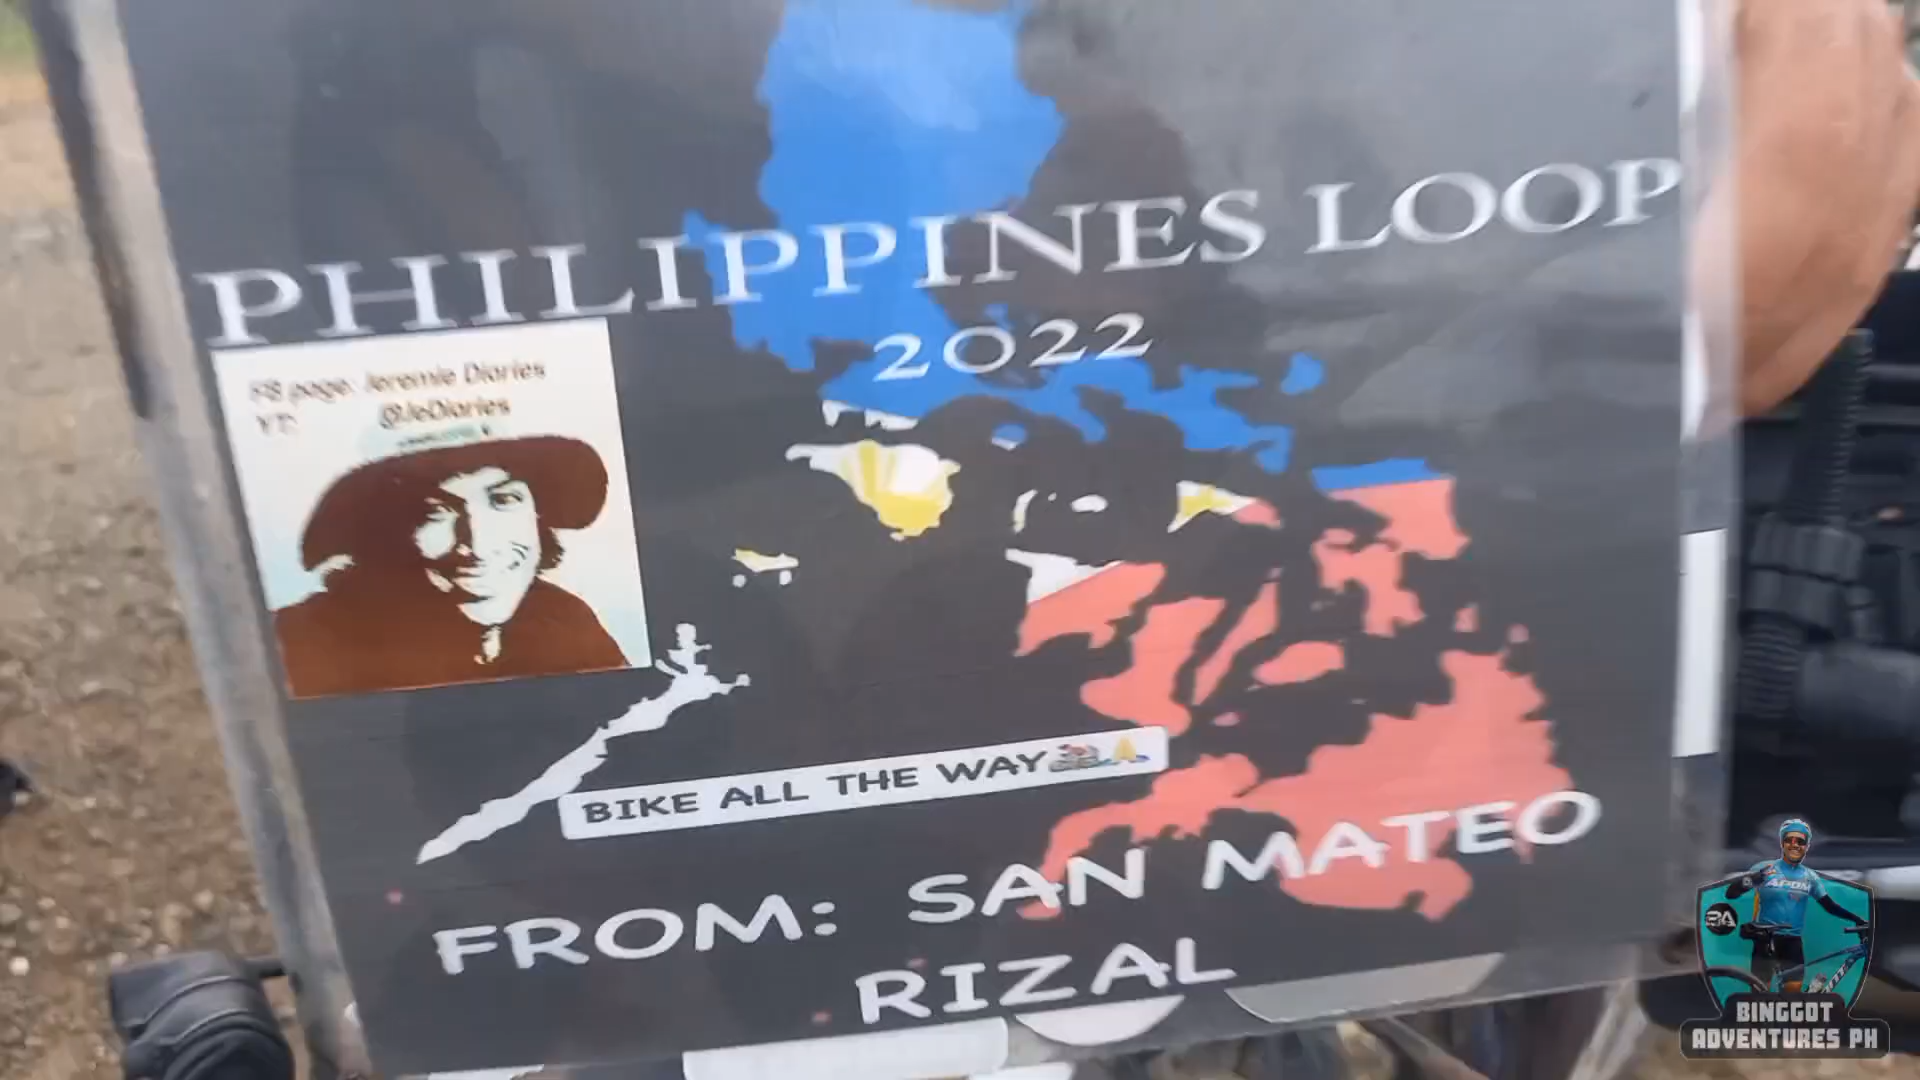 PHILIPPINES LOOP
2022
FB page: Jeremie Diaries
YT: @JeDiaries
BIKE ALL THE WAY
FROM: SAN MATEO
RIZAL
BA
BINGGOT
ADVENTURES PH